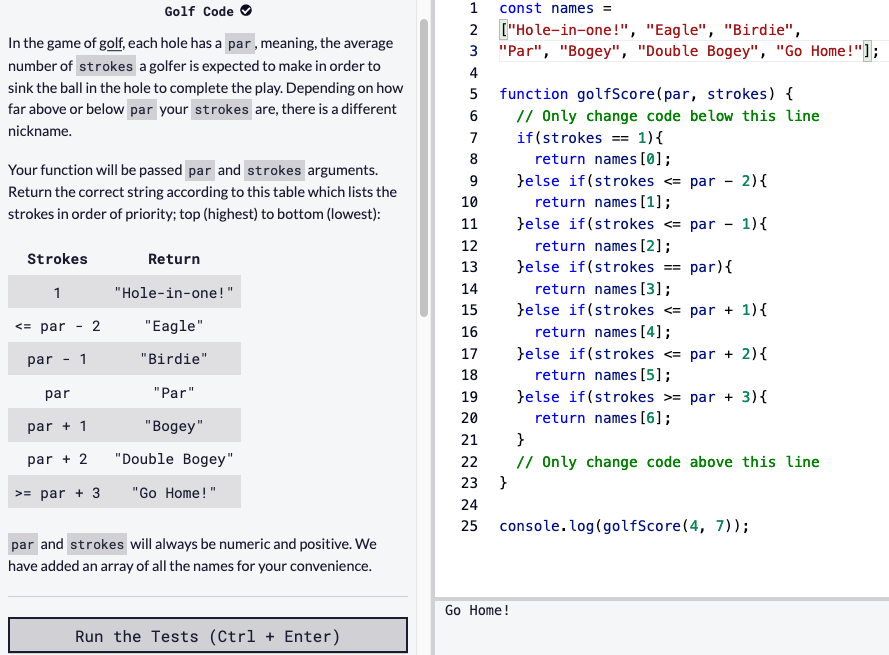 Golf Code
In the game of golf, each hole has a par, meaning, the average
number of strokes a golfer is expected to make in order to
sink the ball in the hole to complete the play. Depending on how
far above or below par your strokes are, there is a different
nickname.
Your function will be passed par and strokes arguments.
Return the correct string according to this table which lists the
strokes in order of priority; top (highest) to bottom (lowest):
Strokes Return
1 "Hole-in-one!"
<= par - 2 "Eagle"
par - 1 "Birdie"
par "Par"
par + 1 "Bogey"
par + 2 "Double Bogey"
>= par + 3 "Go Home!"
par and strokes will always be numeric and positive. We
have added an array of all the names for your convenience.
Run the Tests (Ctrl + Enter)
1 const names =
2 ["Hole-in-one!", "Eagle", "Birdie",
3 "Par", "Bogey", "Double Bogey", "Go Home!"];
4
5 function golfScore(par, strokes) {
6 // Only change code below this line
7 if(strokes == 1){
8 return names[0];
9 }else if(strokes <= par - 2){
10 return names[1];
11 }else if(strokes <= par - 1){
12 return names[2];
13 }else if(strokes == par){
14 return names[3];
15 }else if(strokes <= par + 1){
16 return names[4];
17 }else if(strokes <= par + 2){
18 return names[5];
19 }else if(strokes >= par + 3){
20 return names[6];
21 }
22 // Only change code above this line
23 }
24
25 console.log(golfScore(4, 7));
Go Home!